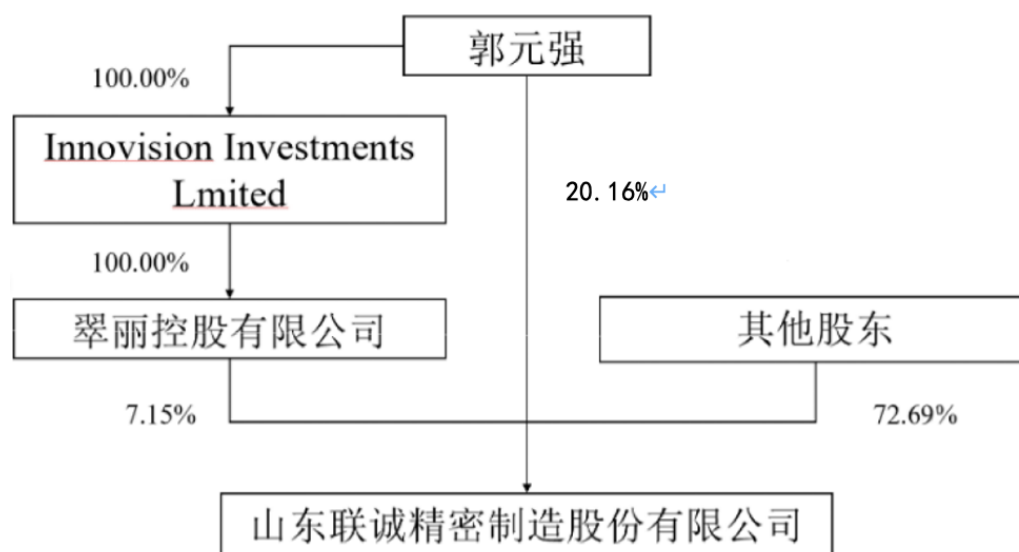 郭元强
100.00%
Innovision Investments
Lmited
20.16%↵
100.00%
翠丽控股有限公司
其他股东
7.15%
72.69%
山东联诚精密制造股份有限公司